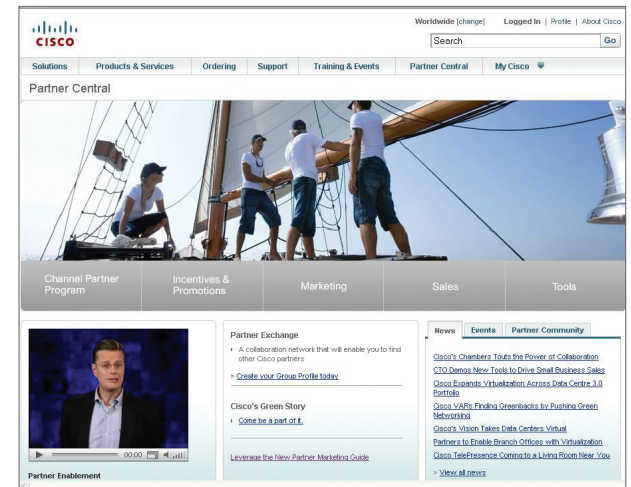 Worldwide [change] Logged In | Profile | About Cisco
CISCO
Search Go
Solutions Products & Services Ordering Support Training & Events Partner Central My Cisco
Partner Central
Channel Partner Program
Incentives & Promotions
Marketing
Sales
Tools
00:00
Partner Enablement
Partner Exchange
A collaboration network that will enable you to find
other Cisco partners
> Create your Group Profile today
Cisco's Green Story
Come be a part of it.
Leverage the New Partner Marketing Guide
News Events Partner Community
Cisco's Chambers Touts the Power of Collaboration
CTO Demos New Tools to Drive Small Business Sales
Cisco Expands Virtualization Across Data Centre 3.0
Portfolio
Cisco VARs Finding Greenbacks by Pushing Green
Networking
Cisco's Vision Takes Data Centers Virtual
Partners to Enable Branch Offices with Virtualization
Cisco TelePresence Coming to a Living Room Near You
> View all news